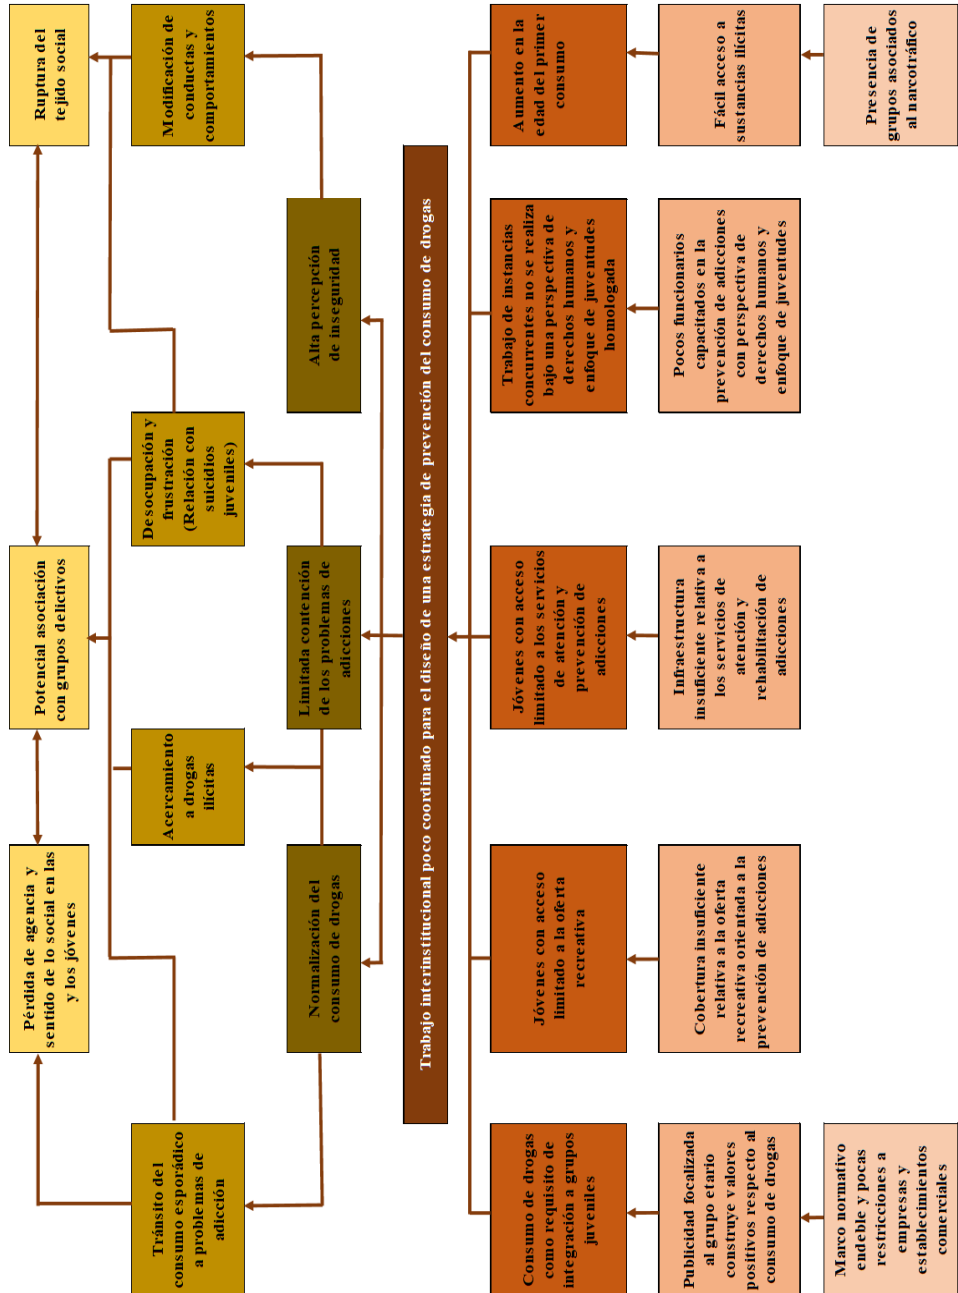 Pérdida de agencia y
sentido de lo social en las
y los jóvenes
Potencial asociación
con grupos delictivos
Ruptura del
tejido social
Tránsito del
consumo esporádico
a problemas de
adicción
Acercamiento
a drogas
ilícitas
Desocupación y
frustración
(Relación con
suicidios
juveniles)
Modificación de
conductas y
comportamientos
Normalización del
consumo de drogas
Limitada contención
de los problemas de
adicciones
Alta percepción
de inseguridad
Trabajo interinstitucional poco coordinado para el diseño de una estrategia de prevención del consumo de drogas
Consumo de drogas
como requisito de
integración a grupos
juveniles
Jóvenes con acceso
limitado a la oferta
recreativa
Jóvenes con acceso
limitado a los servicios
de atención y
prevención de
adicciones
Trabajo de instancias
concurrentes no se realiza
bajo una perspectiva de
derechos humanos y
enfoque de juventudes
homologada
Aumento en la
edad del primer
consumo
Publicidad focalizada
al grupo etario
construye valores
positivos respecto al
consumo de drogas
Cobertura insuficiente
relativa a la oferta
recreativa orientada a la
prevención de adicciones
Infraestructura
insuficiente relativa a
los servicios de
atención y
rehabilitación de
adicciones
Pocos funcionarios
capacitados en la
prevención de adicciones
con perspectiva de
derechos humanos y
enfoque de juventudes
Fácil acceso a
sustancias ilícitas
Marco normativo
endeble y pocas
restricciones a
empresas y
establecimientos
comerciales
Presencia de
grupos asociados
al narcotráfico